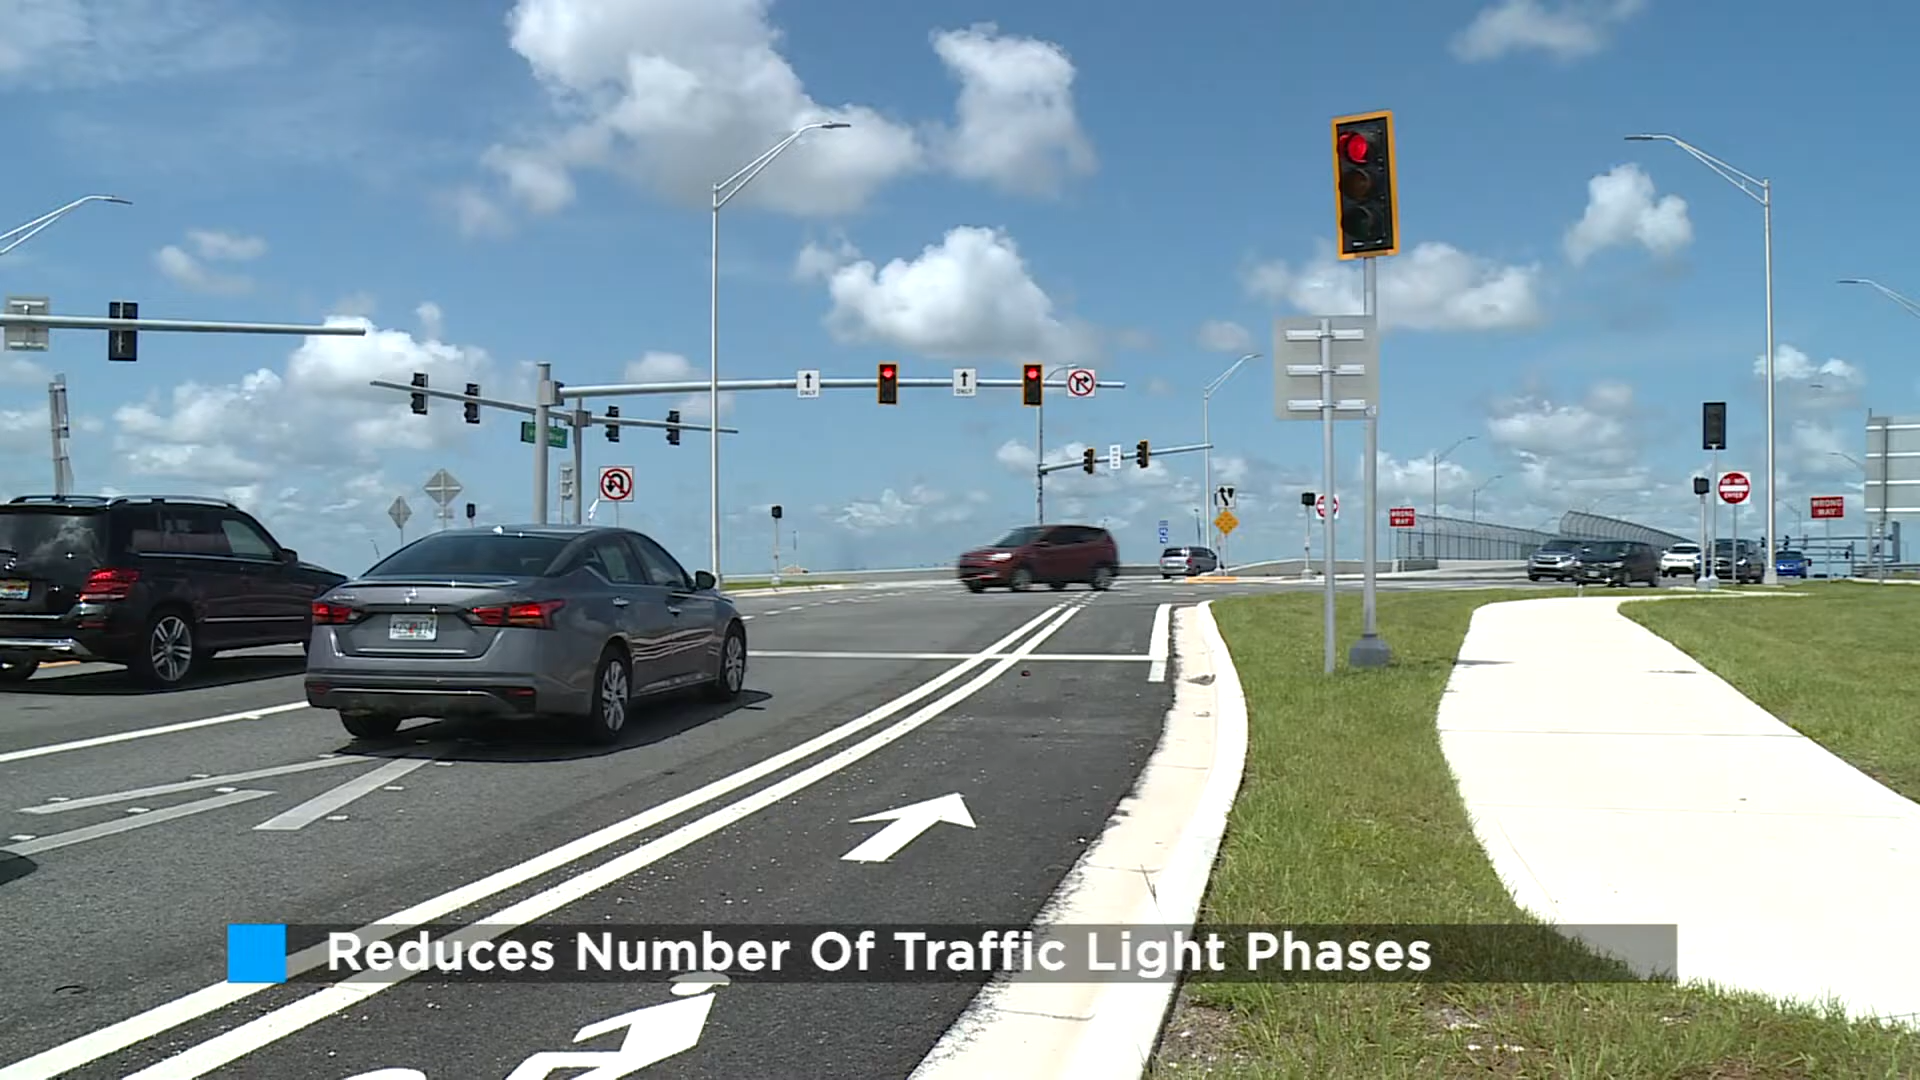 ONLY
ONLY
DO NOT
ENTER
WRONG
WAY
WRONG
WAY
Reduces Number Of Traffic Light Phases